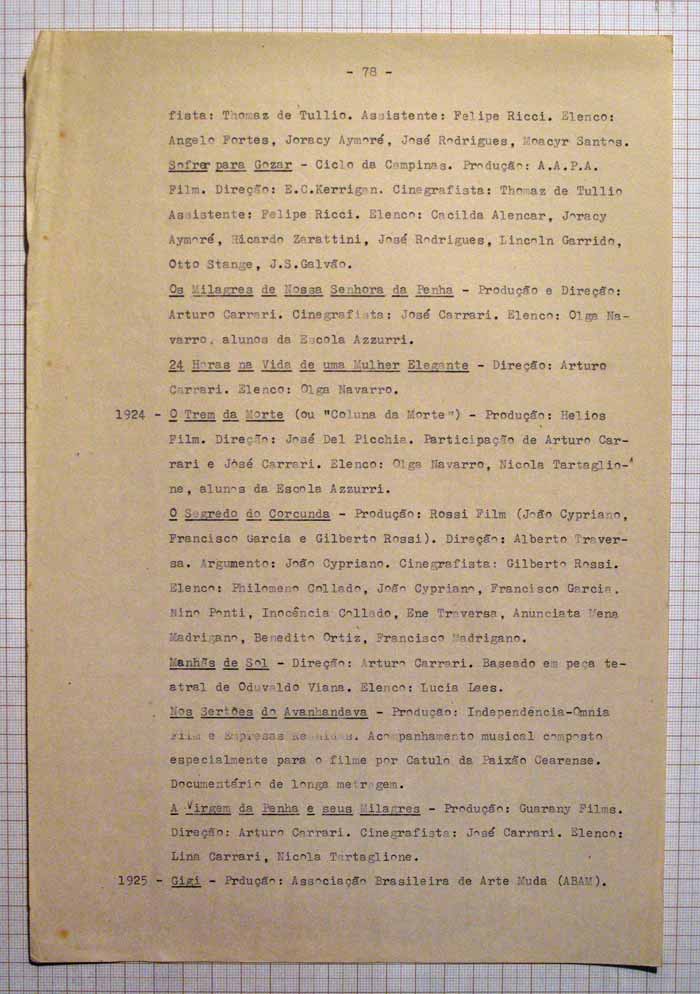 - 78 -
fista: Thomaz de Tullio. Assistente: Felipe Ricci. Elenco:
Angelo Fortes, Joracy Aymoré, José Rodrigues, Moacyr Santos.
Sofrer para Gozar - Ciclo da Campinas. Produção: A.A.P.A.
Film. Direção: E.C.Kerrigan. Cinegrafista: Thomaz de Tullio
Assistente: Felipe Ricci. Elenco: Cacilda Alencar, Joracy
Aymoré, Ricardo Zarattini, José Rodrigues, Lincoln Garrido,
Otto Stange, J.S.Galvão.
Os Milagres de Nossa Senhora da Penha - Produção e Direção:
Arturo Carrari. Cinegrafista: José Carrari. Elenco: Olga Na-
varro, alunos da Escola Azzurri.
24 Horas na Vida de uma Mulher Elegante - Direção: Arturo
Carrari. Elenco: Olga Navarro.
1924 - O Trem da Morte (ou "Coluna da Morte") - Produção: Helios
Film. Direção: José Del Picchia. Participação de Arturo Car-
rari e José Carrari. Elenco: Olga Navarro, Nicola Tartaglio-
ne, alunos da Escola Azzurri.
O Segredo do Corcunda - Produção: Rossi Film (João Cypriano,
Francisco Garcia e Gilberto Rossi). Direção: Alberto Traver-
sa. Argumento: João Cypriano. Cinegrafista: Gilberto Rossi.
Elenco: Philomeno Collado, João Cypriano, Francisco Garcia.
Nino Ponti, Inocência Collado, Ene Traversa, Anunciata Mena
Madrigano, Benedito Ortiz, Francisco Madrigano.
Manhãs de Sol - Direção: Arturo Carrari. Baseado em peça te-
atral de Oduvaldo Viana. Elenco: Lucia Laes.
Nos Sertões do Avanhandava - Produção: Independência-Omnia
Film e Empresas Reunidas. Acompanhamento musical composto
especialmente para o filme por Catulo da Paixão Cearense.
Documentário de longa metragem.
A Virgem da Penha e seus Milagres - Produção: Guarany Films.
Direção: Arturo Carrari. Cinegrafista: José Carrari. Elenco:
Lina Carrari, Nicola Tartaglione.
1925 - Gigi - Prdução: Associação Brasileira de Arte Muda (ABAM).